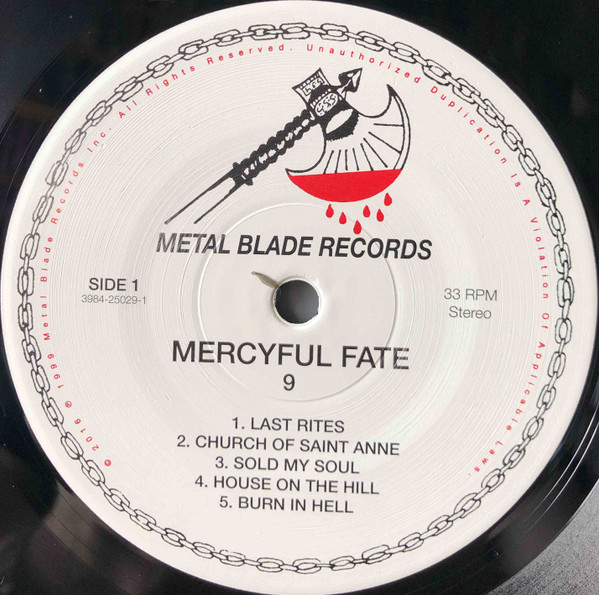 © 2016 ℗ 1999 Metal Blade Records Inc. All Rights Reserved. Unauthorized Duplication Is A Violation Of Applicable Laws.
METAL BLADE RECORDS
SIDE 1
3984-25029-1
33 RPM
Stereo
MERCYFUL FATE
9
1. LAST RITES
2. CHURCH OF SAINT ANNE
3. SOLD MY SOUL
4. HOUSE ON THE HILL
5. BURN IN HELL